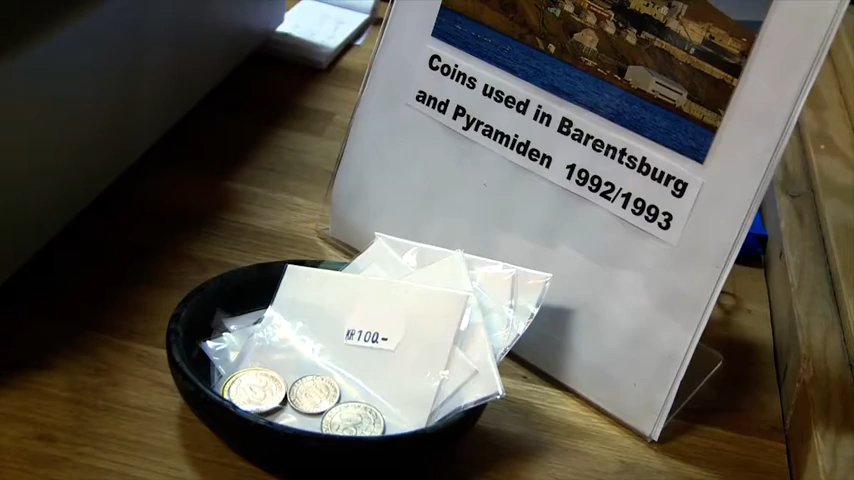 Coins used in Barentsburg
and Pyramiden 1992/1993
KR100.-